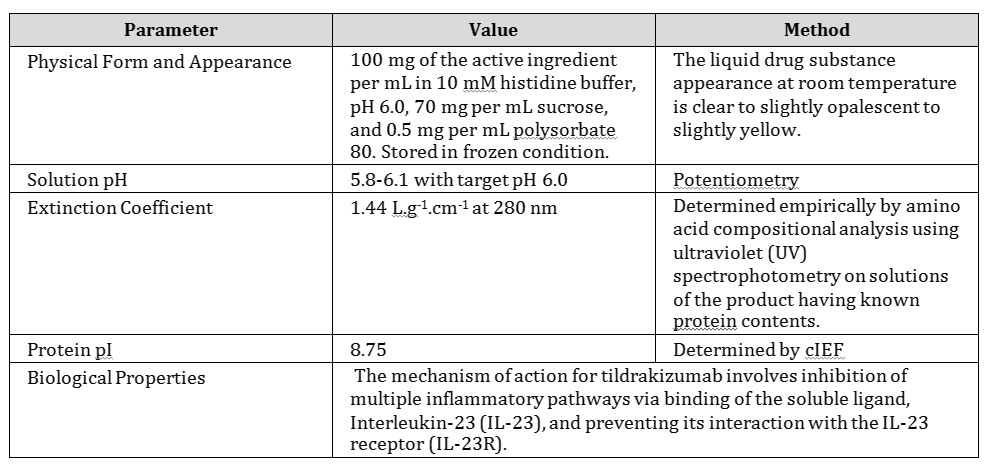 Parameter
Value
Method
Physical Form and Appearance
100 mg of the active ingredient
per mL in 10 mM histidine buffer,
pH 6.0, 70 mg per mL sucrose,
and 0.5 mg per mL polysorbate
80. Stored in frozen condition.
The liquid drug substance
appearance at room temperature
is clear to slightly opalescent to
slightly yellow.
Solution pH
5.8-6.1 with target pH 6.0
Potentiometry
Extinction Coefficient
1.44 L.g⁻¹.cm⁻¹ at 280 nm
Determined empirically by amino
acid compositional analysis using
ultraviolet (UV)
spectrophotometry on solutions
of the product having known
protein contents.
Protein pI
8.75
Determined by cIEF
Biological Properties
The mechanism of action for tildrakizumab involves inhibition of
multiple inflammatory pathways via binding of the soluble ligand,
Interleukin-23 (IL-23), and preventing its interaction with the IL-23
receptor (IL-23R).